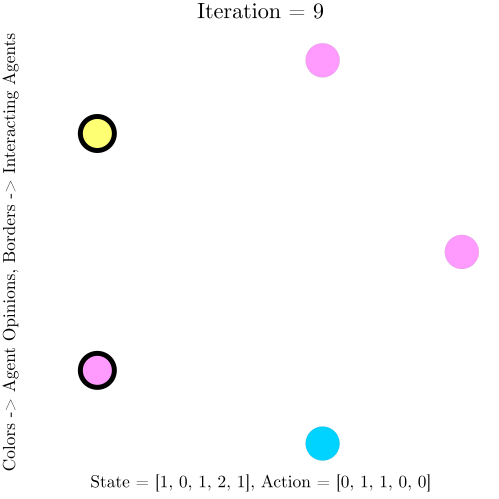 Iteration = 9
Colors -> Agent Opinions, Borders -> Interacting Agents
State = [1, 0, 1, 2, 1], Action = [0, 1, 1, 0, 0]